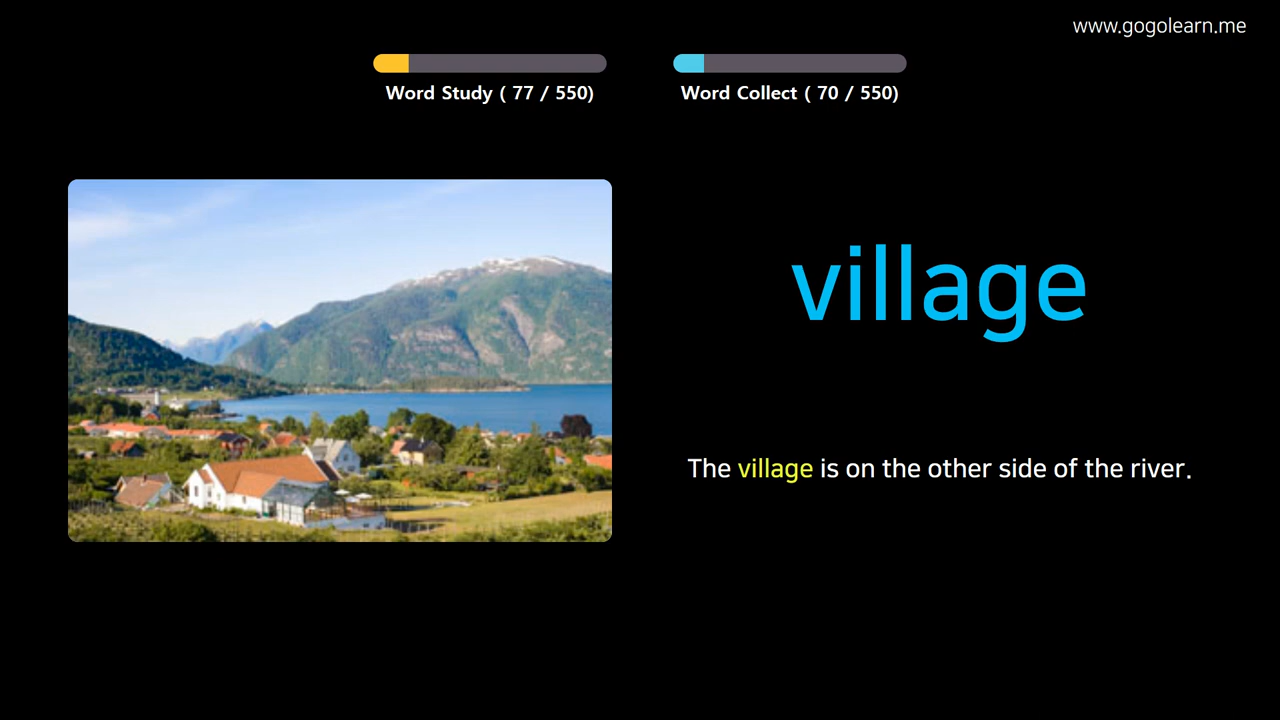 www.gogolearn.me
Word Study ( 77 / 550)
Word Collect ( 70 / 550)
village
The village is on the other side of the river.